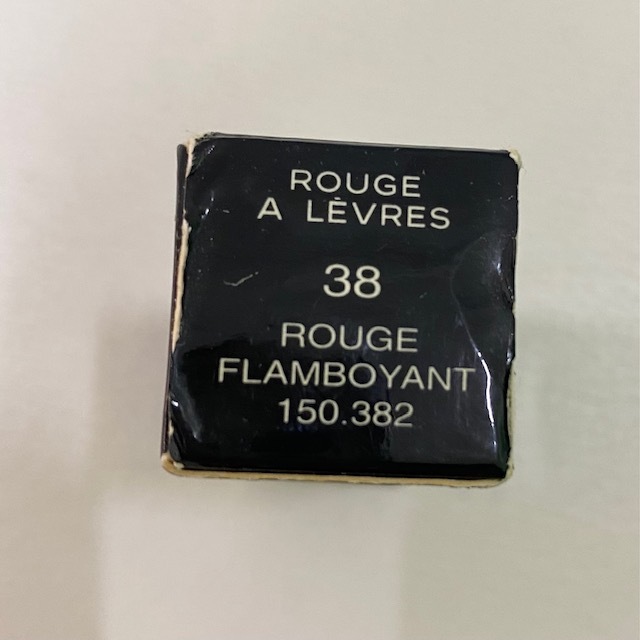 ROUGE
A LÈVRES
38
ROUGE
FLAMBOYANT
150.382